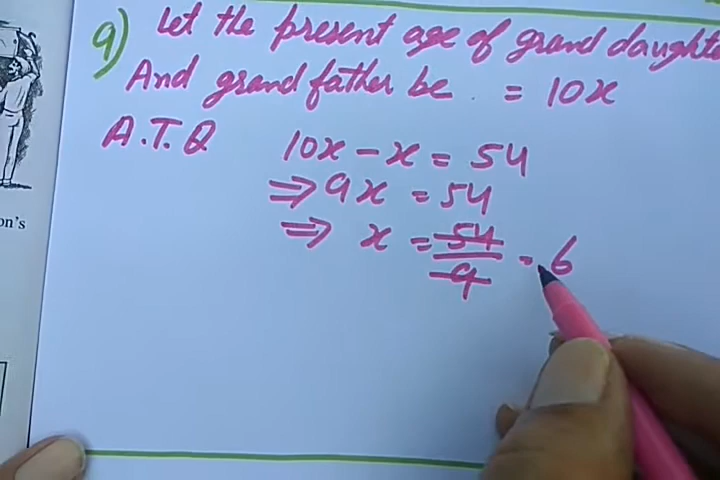 9) Let the present age of grand daughte
And grand father be . = 10x
A.T.Q 10x - x = 54
⇒ 9x = 54
⇒ x = 54/9 = 6
on's